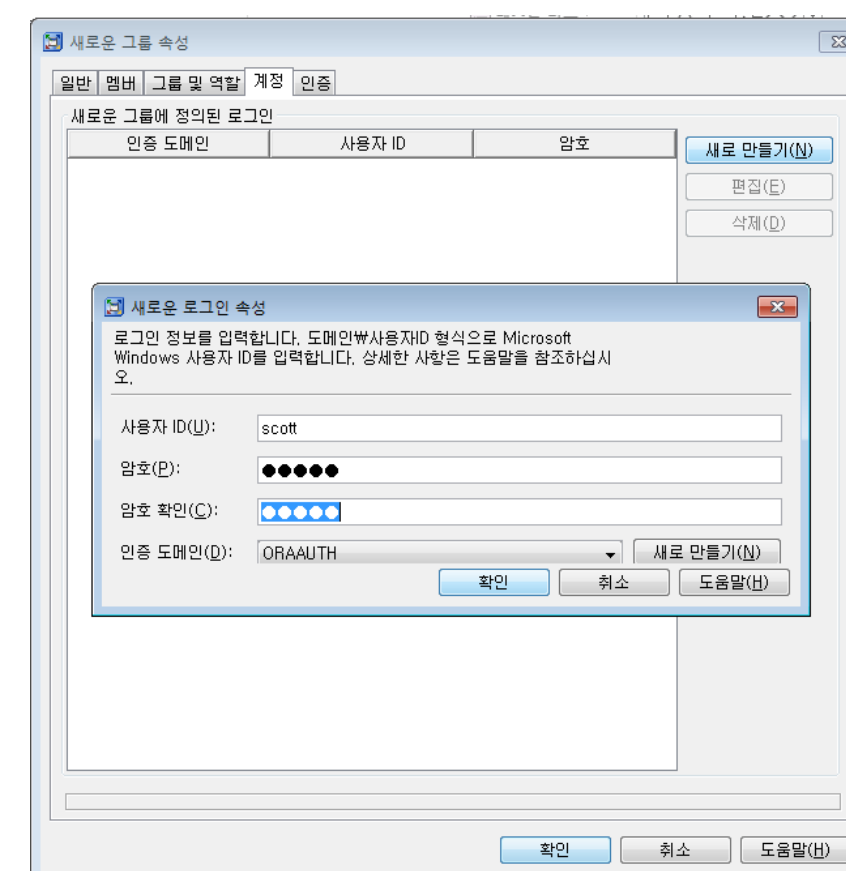 새로운 그룹 속성
일반 멤버 그룹 및 역할 계정 인증
새로운 그룹에 정의된 로그인
인증 도메인 사용자 ID 암호
새로 만들기(N)
편집(E)
삭제(D)
새로운 로그인 속성
로그인 정보를 입력합니다. 도메인₩사용자ID 형식으로 Microsoft
Windows 사용자 ID를 입력합니다. 상세한 사항은 도움말을 참조하십시
오.
사용자 ID(U): scott
암호(P): ●●●●●
암호 확인(C): ●●●●●
인증 도메인(D): ORAAUTH 새로 만들기(N)
확인 취소 도움말(H)
확인 취소 도움말(H)